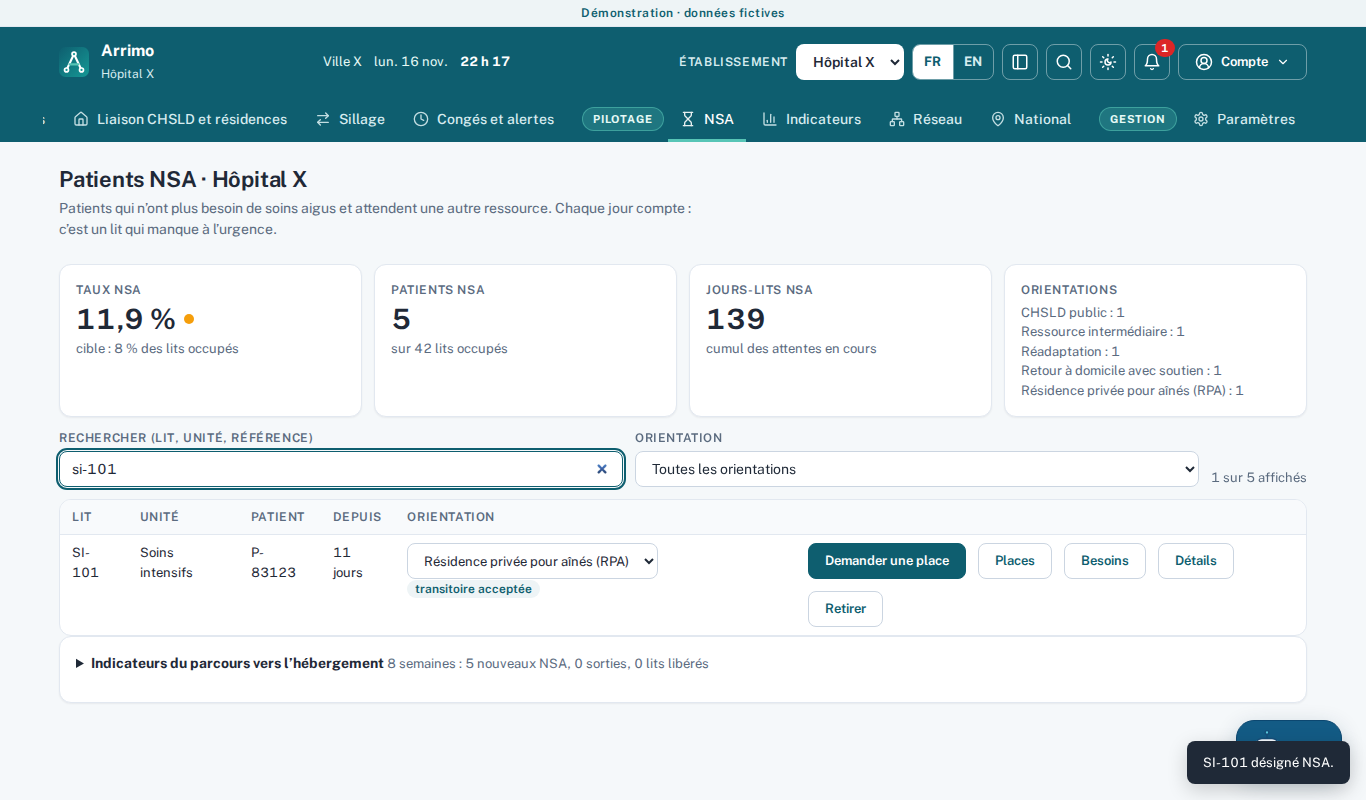 Démonstration · données fictives
Arrimo
Hôpital X
Ville X lun. 16 nov. 22 h 17
ÉTABLISSEMENT
Hôpital X
FR EN
1
Compte
Liaison CHSLD et résidences
Sillage
Congés et alertes
PILOTAGE
NSA
Indicateurs
Réseau
National
GESTION
Paramètres
Patients NSA · Hôpital X
Patients qui n’ont plus besoin de soins aigus et attendent une autre ressource. Chaque jour compte :
c’est un lit qui manque à l’urgence.
TAUX NSA
11,9 %
cible : 8 % des lits occupés
PATIENTS NSA
5
sur 42 lits occupés
JOURS-LITS NSA
139
cumul des attentes en cours
ORIENTATIONS
CHSLD public : 1
Ressource intermédiaire : 1
Réadaptation : 1
Retour à domicile avec soutien : 1
Résidence privée pour aînés (RPA) : 1
RECHERCHER (LIT, UNITÉ, RÉFÉRENCE)
si-101
ORIENTATION
Toutes les orientations
1 sur 5 affichés
LIT UNITÉ PATIENT DEPUIS ORIENTATION
SI-
101
Soins
intensifs
P-
83123
11
jours
Résidence privée pour aînés (RPA)
transitoire acceptée
Demander une place
Places
Besoins
Détails
Retirer
Indicateurs du parcours vers l’hébergement 8 semaines : 5 nouveaux NSA, 0 sorties, 0 lits libérés
SI-101 désigné NSA.